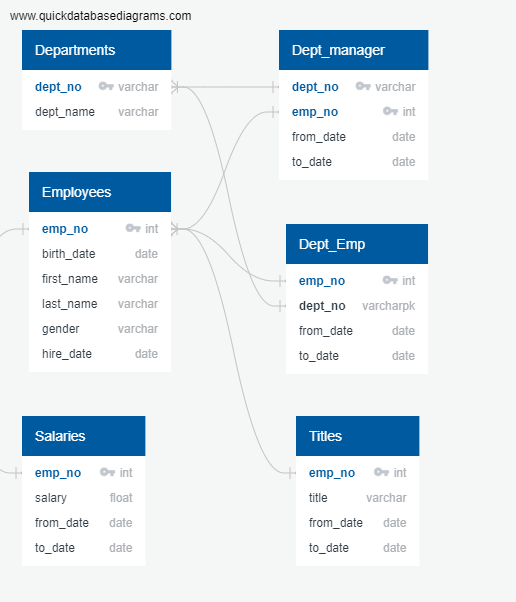 www.quickdatabasediagrams.com
Departments
dept_no varchar
dept_name varchar
Dept_manager
dept_no varchar
emp_no int
from_date date
to_date date
Employees
emp_no int
birth_date date
first_name varchar
last_name varchar
gender varchar
hire_date date
Dept_Emp
emp_no int
dept_no varcharpk
from_date date
to_date date
Salaries
emp_no int
salary float
from_date date
to_date date
Titles
emp_no int
title varchar
from_date date
to_date date